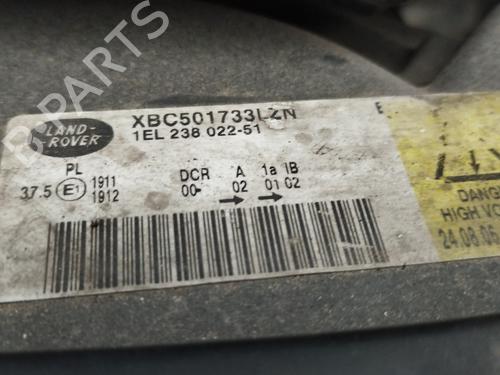 B-PARTS
LAND-
ROVER
XBC501733LZN
1EL 238 022-51
E
PL
37.5 E1 1911
1912
DCR A 1a IB
00- 02 01 02
DANG
HIGH VO
24.08.06